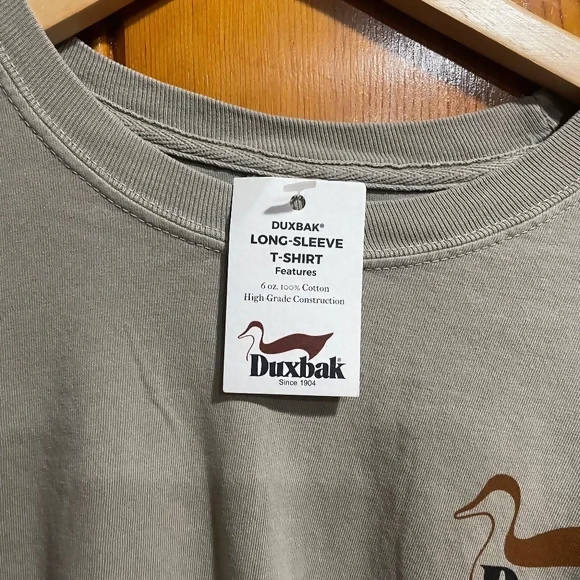 DUXBAK®
LONG-SLEEVE
T-SHIRT
Features
6 oz. 100% Cotton
High Grade Construction
Duxbak®
Since 1904